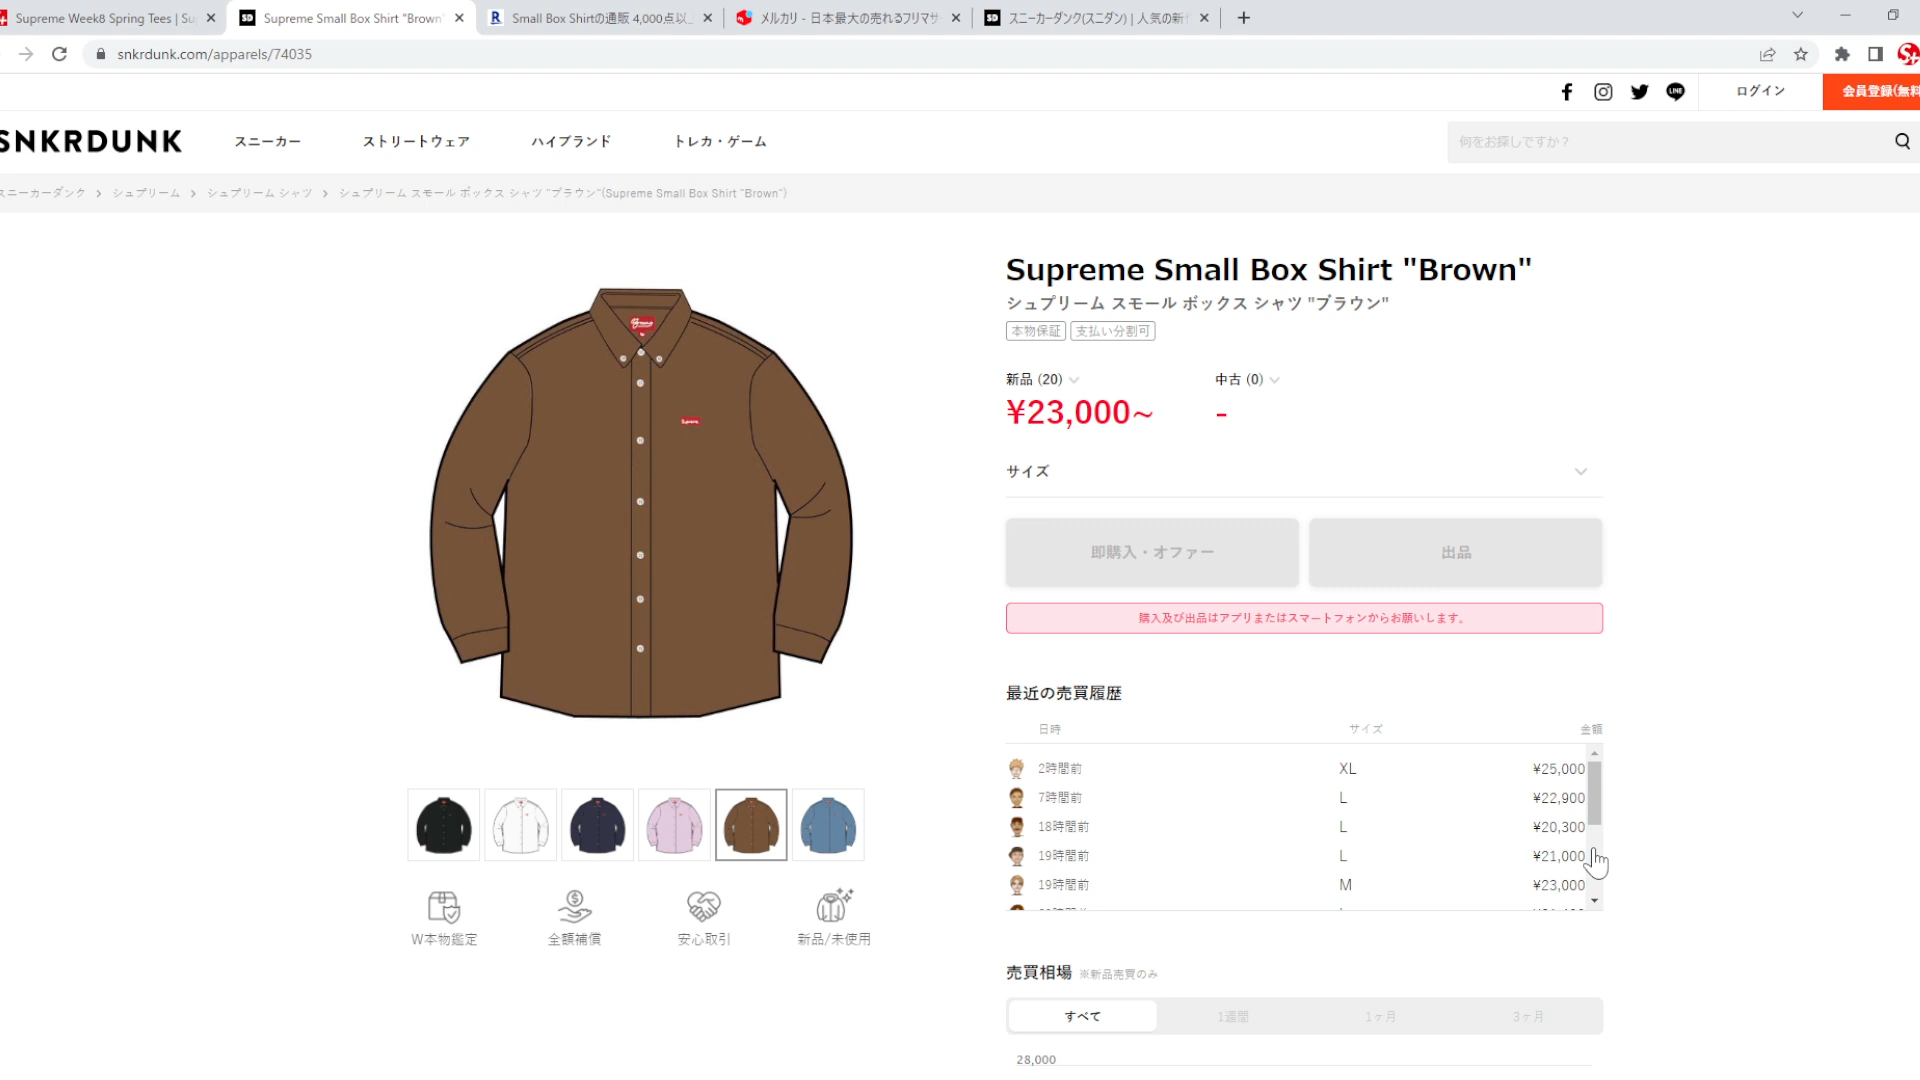 Supreme Week8 Spring Tees | Su
Supreme Small Box Shirt "Brown"
Small Box Shirtの通販 4,000点以
メルカリ - 日本最大の売れるフリマサ
スニーカーダンク(スニダン) | 人気の新
snkrdunk.com/apparels/74035
ログイン
会員登録(無料
SNKRDUNK
スニーカー
ストリートウェア
ハイブランド
トレカ・ゲーム
何をお探しですか?
スニーカーダンク
シュプリーム
シュプリーム シャツ
シュプリーム スモール ボックス シャツ "ブラウン"(Supreme Small Box Shirt "Brown")
Supreme Small Box Shirt "Brown"
シュプリーム スモール ボックス シャツ "ブラウン"
本物保証
支払い分割可
新品 (20)
中古 (0)
¥23,000~
-
サイズ
即購入・オファー
出品
購入及び出品はアプリまたはスマートフォンからお願いします。
最近の売買履歴
日時 サイズ 金額
2時間前 XL ¥25,000
7時間前 L ¥22,900
18時間前 L ¥20,300
19時間前 L ¥21,000
19時間前 M ¥23,000
W本物鑑定
全額補償
安心取引
新品/未使用
売買相場 ※新品売買のみ
すべて
1週間
1ヶ月
3ヶ月
28,000